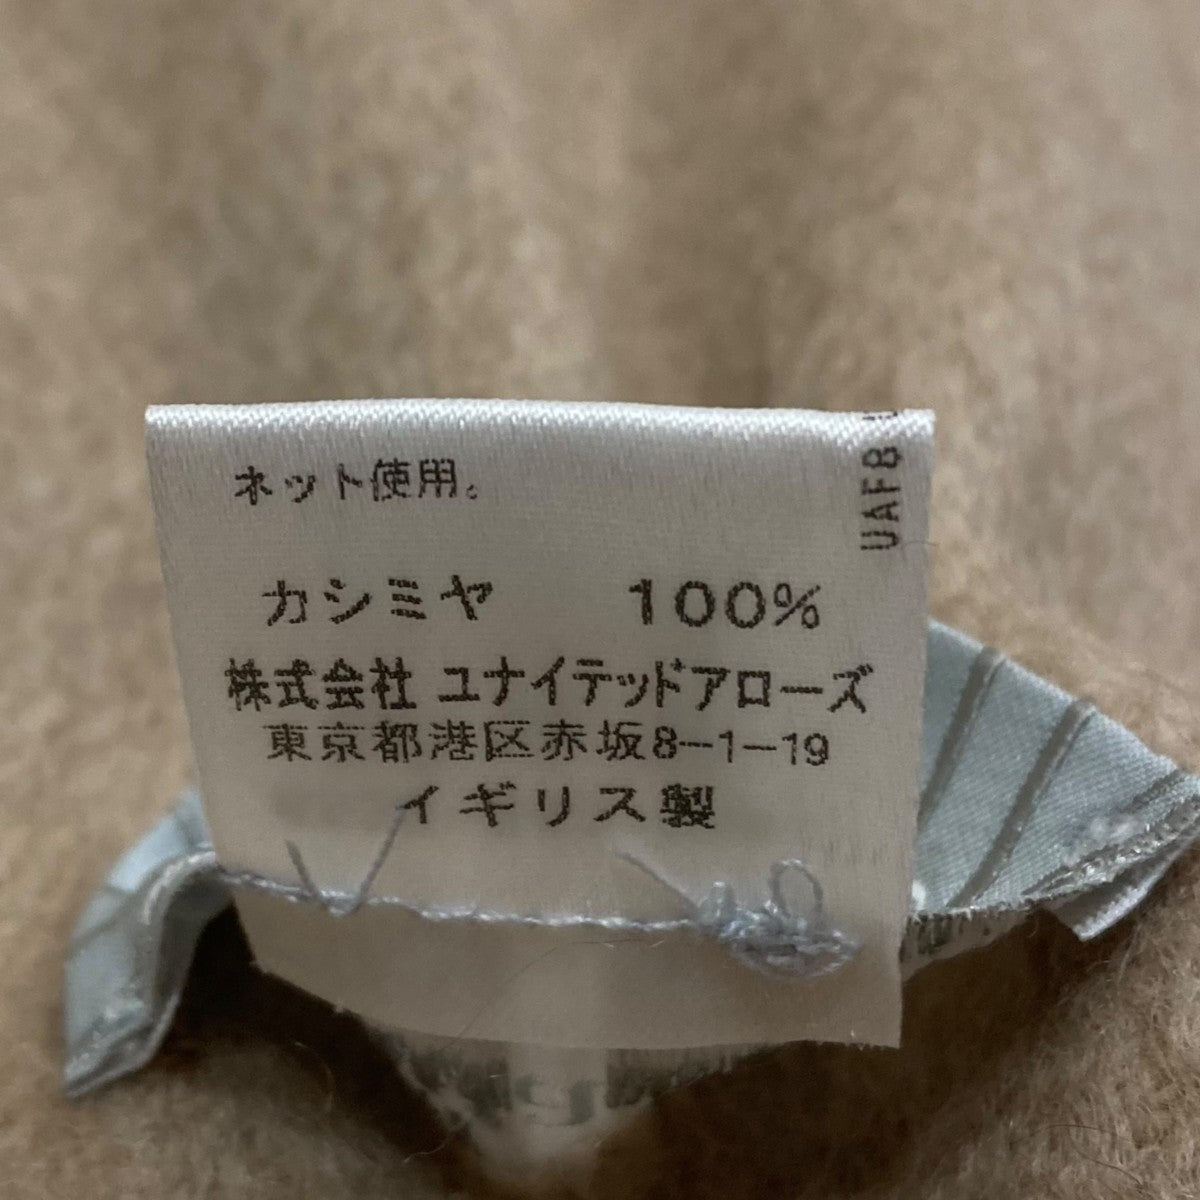 ネット使用。
UAFB
カシミヤ 100%
株式会社 ユナイテッドアローズ
東京都港区赤坂8-1-19
イギリス製